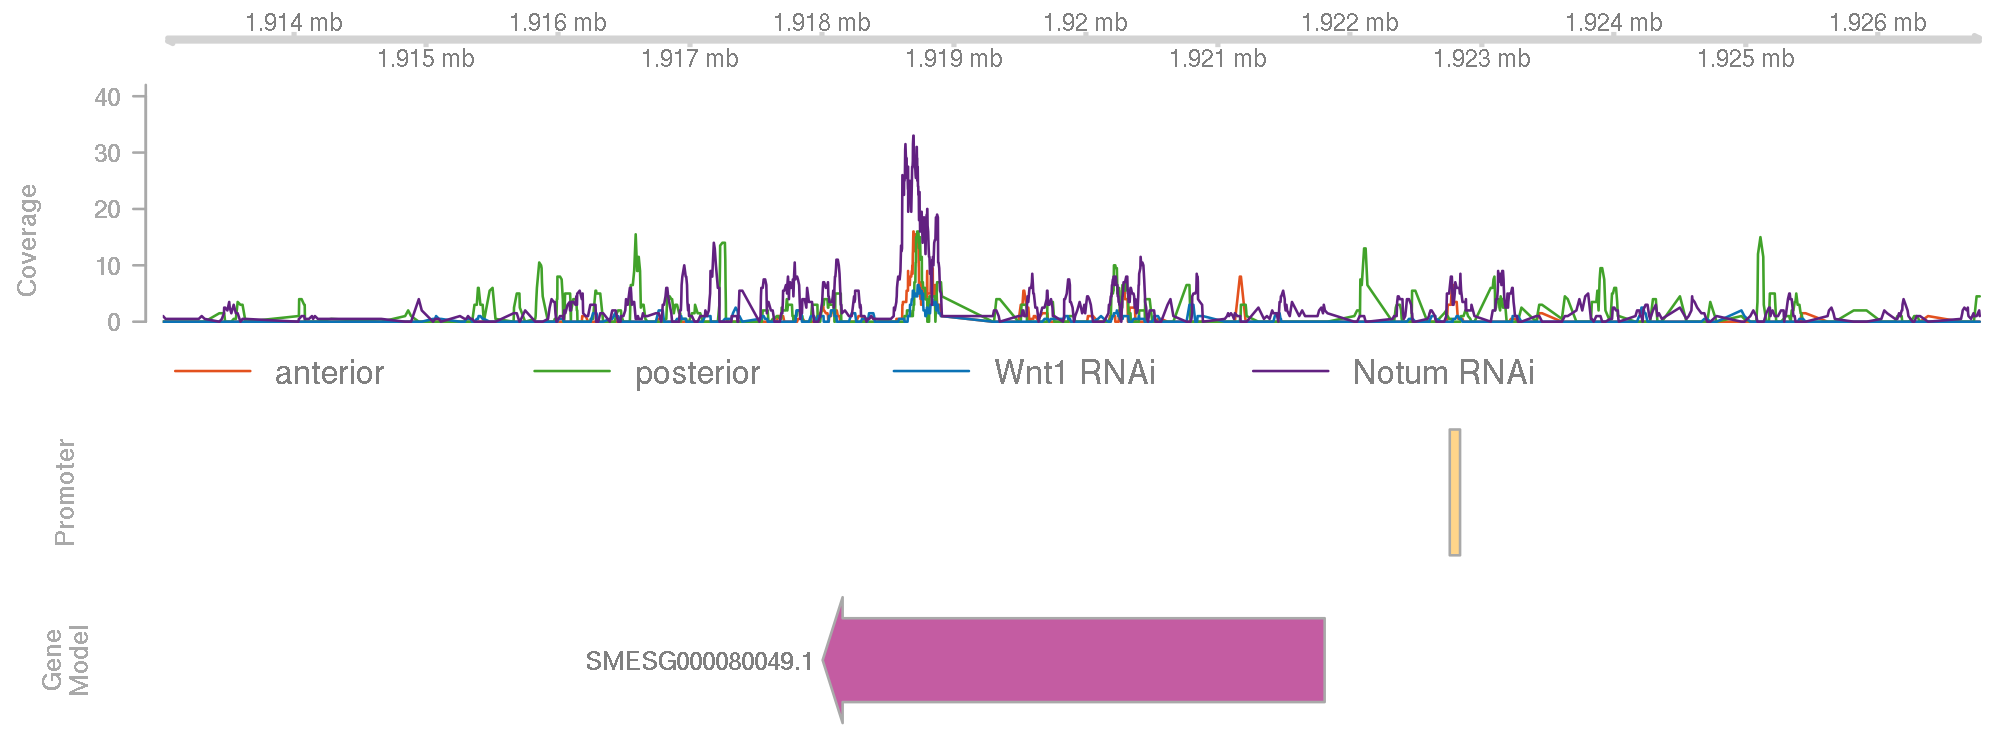 1.914 mb 1.916 mb 1.918 mb 1.92 mb 1.922 mb 1.924 mb 1.926 mb
1.915 mb 1.917 mb 1.919 mb 1.921 mb 1.923 mb 1.925 mb
Coverage
40
30
20
10
0
anterior posterior Wnt1 RNAi Notum RNAi
Promoter
Gene
Model
SMESG000080049.1